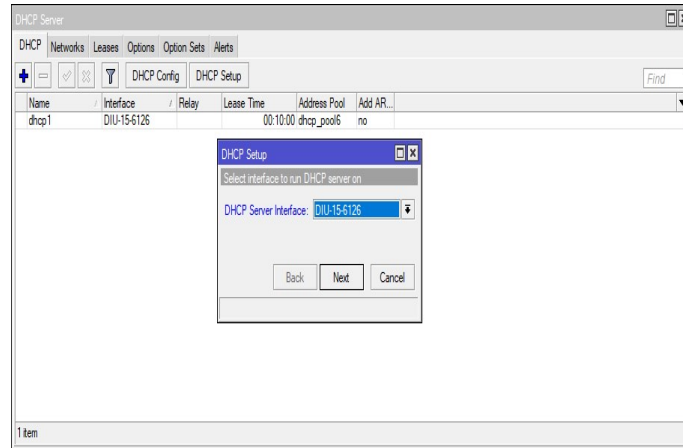 DHCP Server
DHCP Networks Leases Options Option Sets Alerts
DHCP Config DHCP Setup Find
Name Interface Relay Lease Time Address Pool Add AR...
dhcp1 DIU-15-6126 00:10:00 dhcp_pool6 no
DHCP Setup
Select interface to run DHCP server on
DHCP Server Interface: DIU-15-6126
Back Next Cancel
1 item